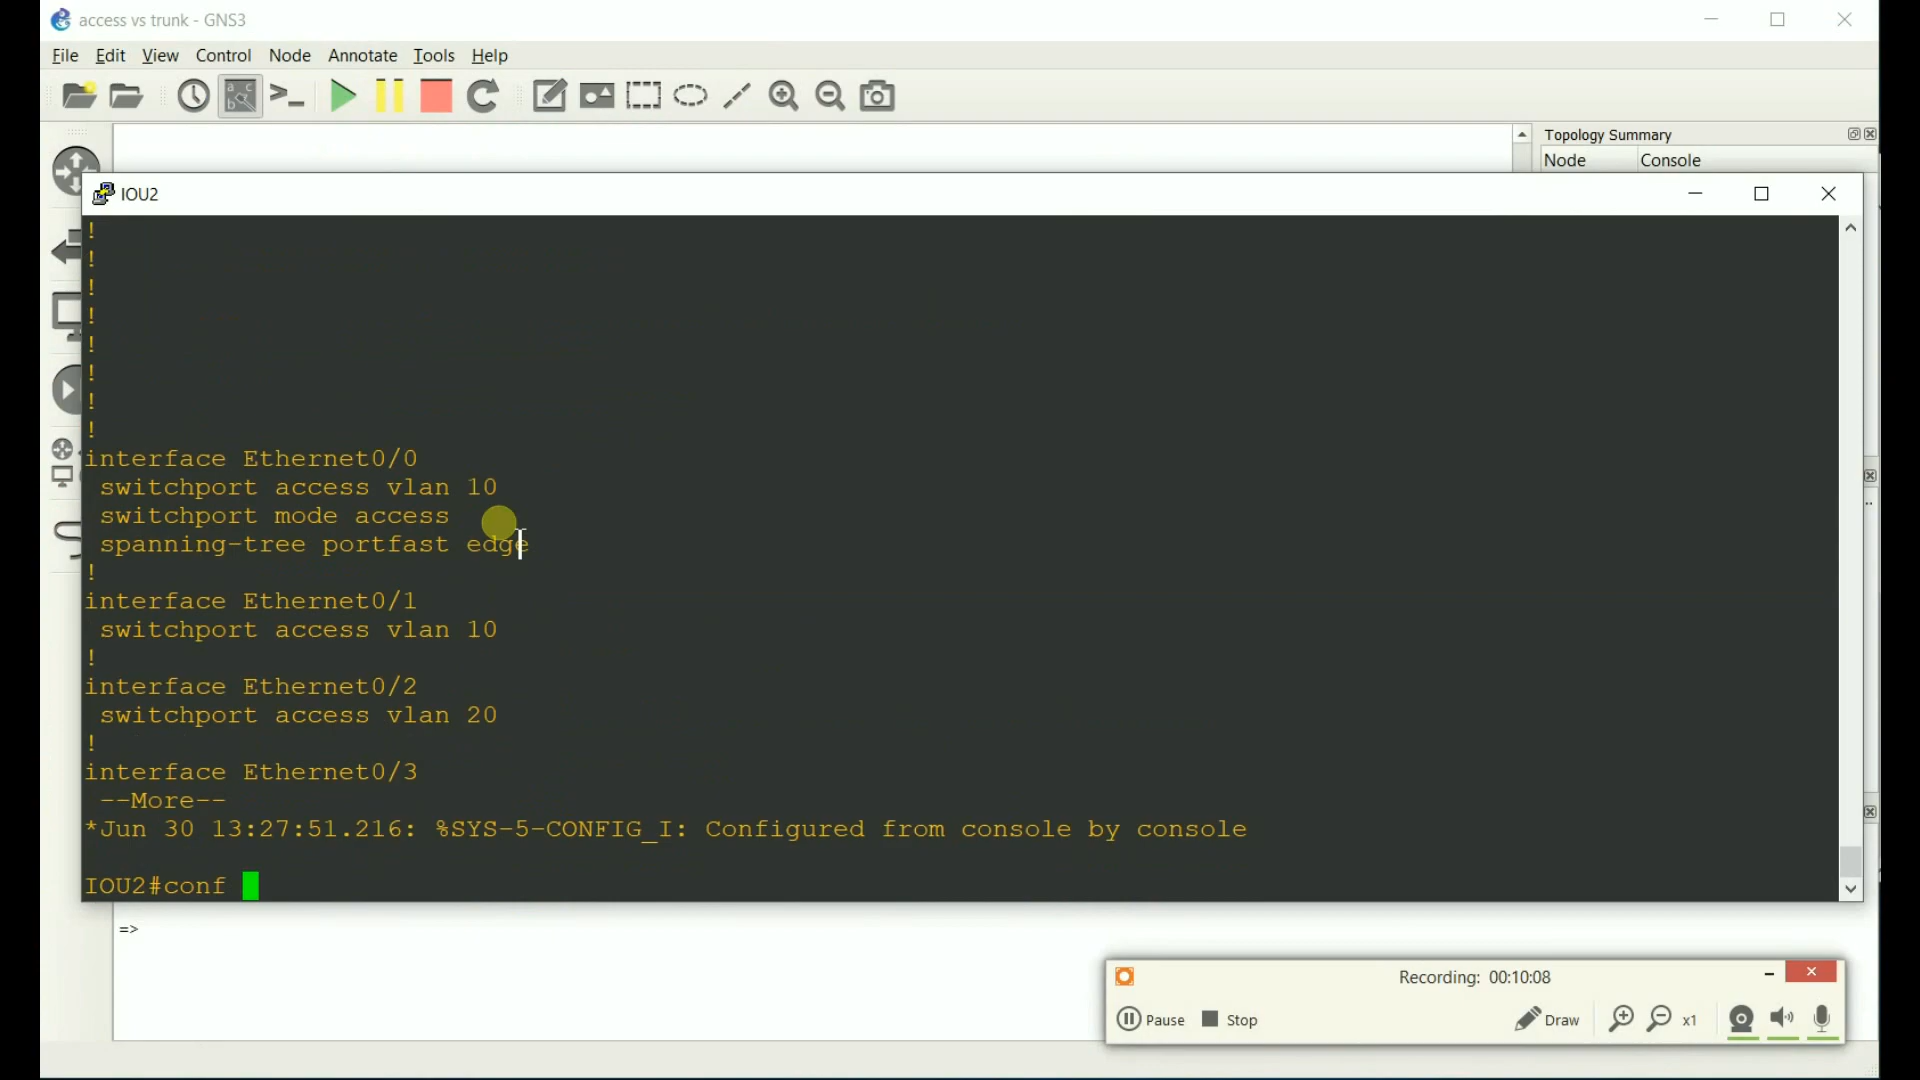 access vs trunk - GNS3
File Edit View Control Node Annotate Tools Help
Topology Summary
Node Console
IOU2
!
!
!
!
!
!
!
!
interface Ethernet0/0
switchport access vlan 10
switchport mode access
spanning-tree portfast edge
!
interface Ethernet0/1
switchport access vlan 10
!
interface Ethernet0/2
switchport access vlan 20
!
interface Ethernet0/3
--More--
*Jun 30 13:27:51.216: %SYS-5-CONFIG_I: Configured from console by console
IOU2#conf
=>
Recording: 00:10:08
Pause Stop Draw x1